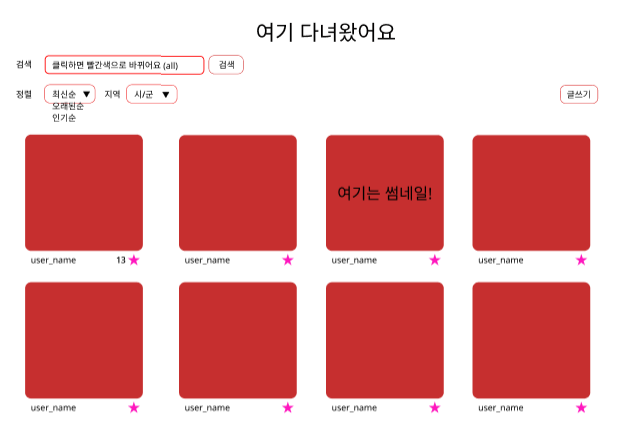 여기 다녀왔어요
검색 클릭하면 빨간색으로 바뀌어요 (all) 검색
정렬 최신순 ▼ 지역 시/군 ▼ 글쓰기
오래된순
인기순
여기는 썸네일!
user_name 13 ★ user_name ★ user_name ★ user_name ★
user_name ★ user_name ★ user_name ★ user_name ★